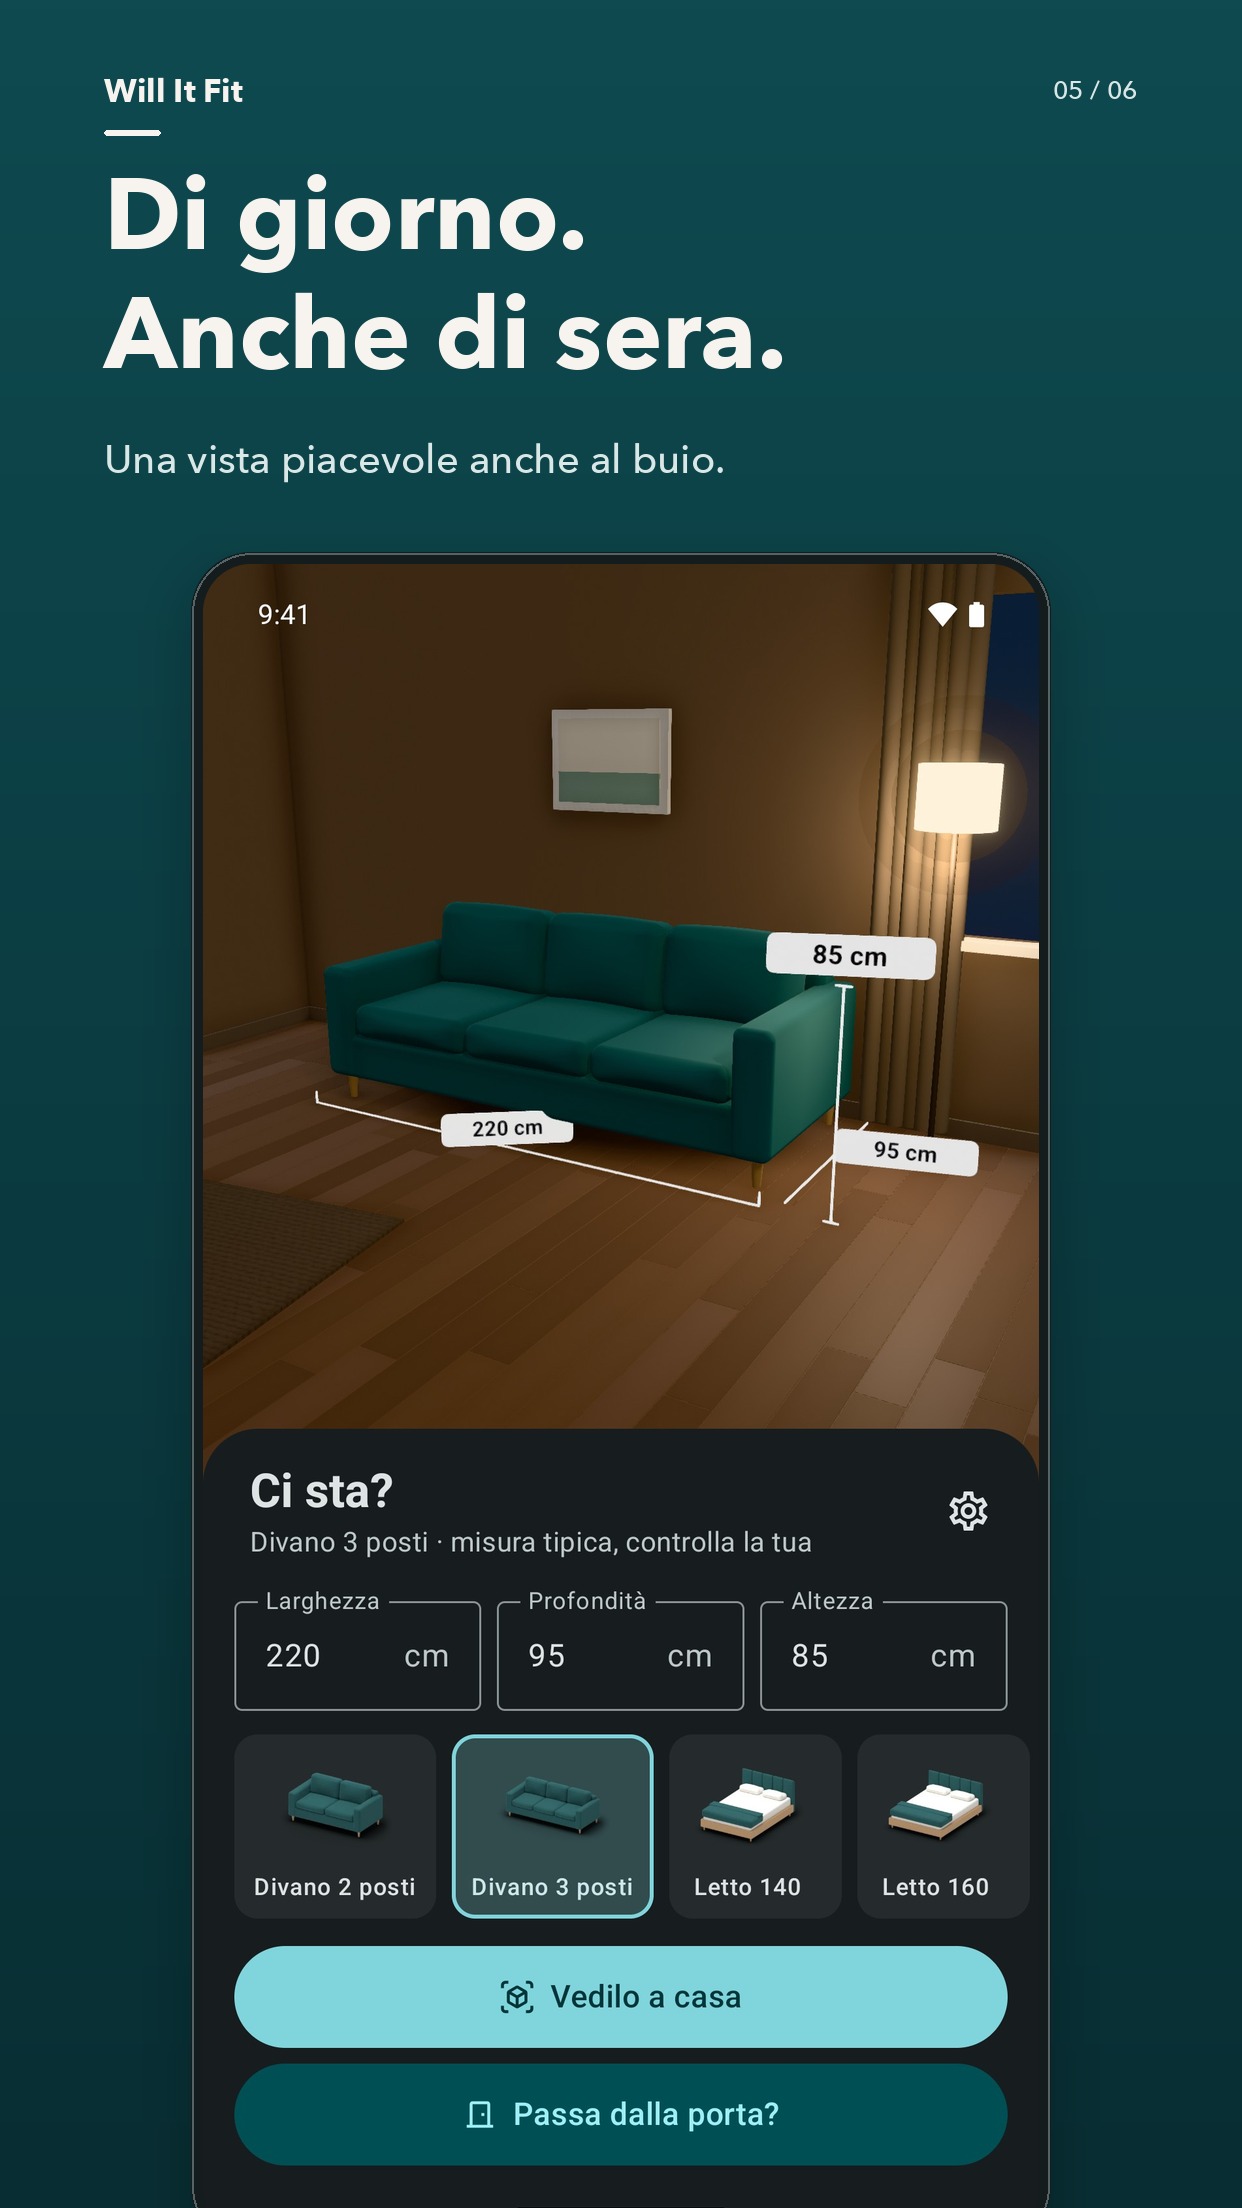 Will It Fit
05 / 06
Di giorno.
Anche di sera.
Una vista piacevole anche al buio.
9:41
85 cm
220 cm
95 cm
Ci sta?
Divano 3 posti · misura tipica, controlla la tua
Larghezza
Profondità
Altezza
220 cm
95 cm
85 cm
Divano 2 posti
Divano 3 posti
Letto 140
Letto 160
Vedilo a casa
Passa dalla porta?